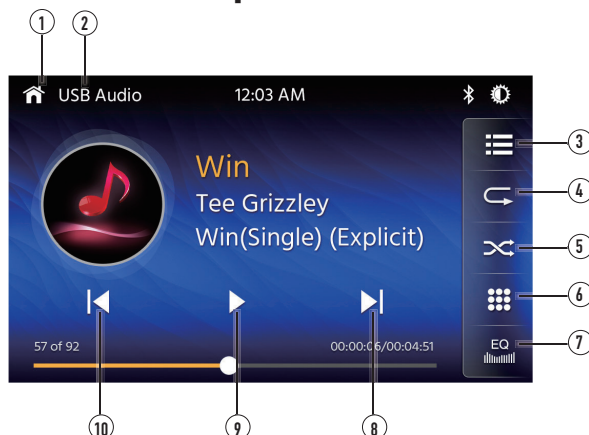 1 2
USB Audio 12:03 AM
3
Win
4
Tee Grizzley
Win(Single) (Explicit)
5
6
57 of 92 00:00:06/00:04:51
EQ
7
10 9 8